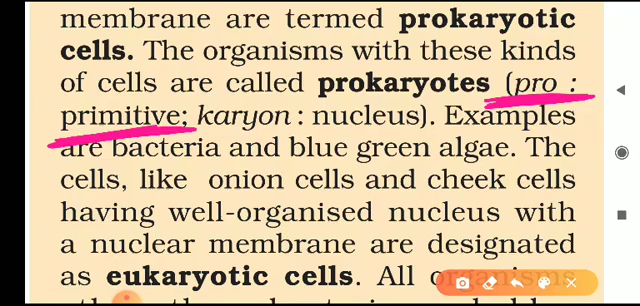 membrane are termed prokaryotic
cells. The organisms with these kinds
of cells are called prokaryotes (pro :
primitive; karyon : nucleus). Examples
are bacteria and blue green algae. The
cells, like onion cells and cheek cells
having well-organised nucleus with
a nuclear membrane are designated
as eukaryotic cells. All organisms